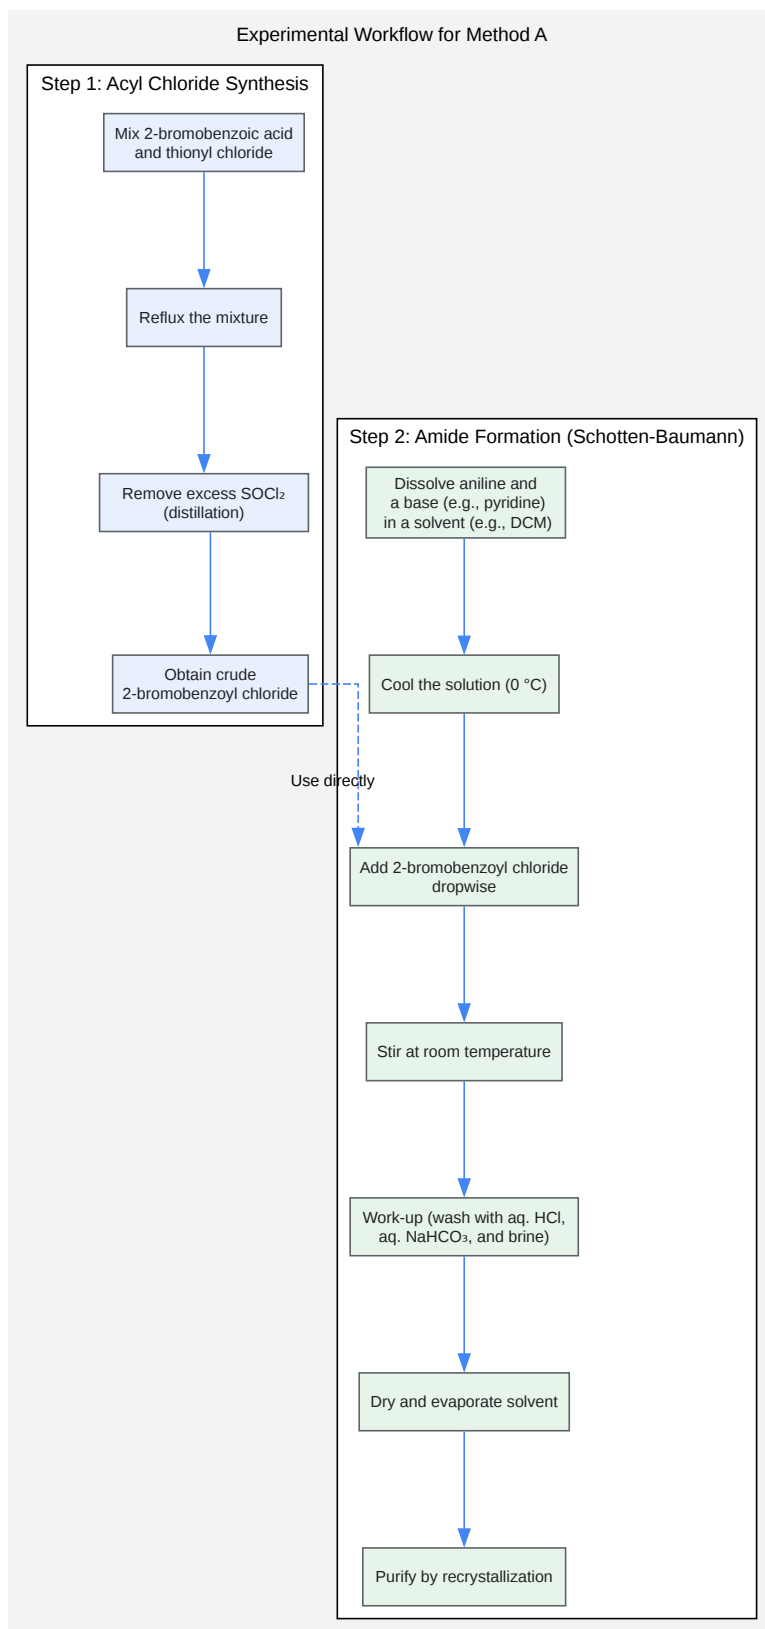 Experimental Workflow for Method A
Step 1: Acyl Chloride Synthesis
Mix 2-bromobenzoic acid
and thionyl chloride
Reflux the mixture
Remove excess SOCl₂
(distillation)
Obtain crude
2-bromobenzoyl chloride
Use directly
Step 2: Amide Formation (Schotten-Baumann)
Dissolve aniline and
a base (e.g., pyridine)
in a solvent (e.g., DCM)
Cool the solution (0 °C)
Add 2-bromobenzoyl chloride
dropwise
Stir at room temperature
Work-up (wash with aq. HCl,
aq. NaHCO₃, and brine)
Dry and evaporate solvent
Purify by recrystallization